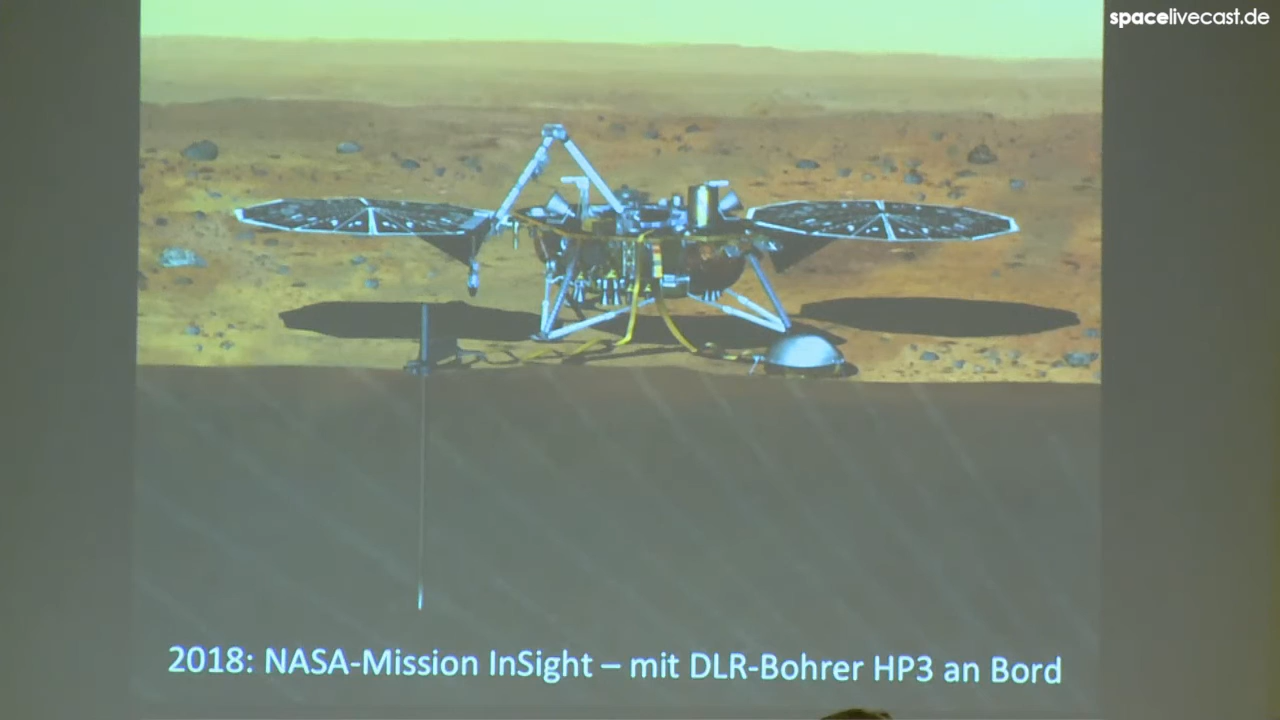 spacelivecast.de
2018: NASA-Mission InSight – mit DLR-Bohrer HP3 an Bord